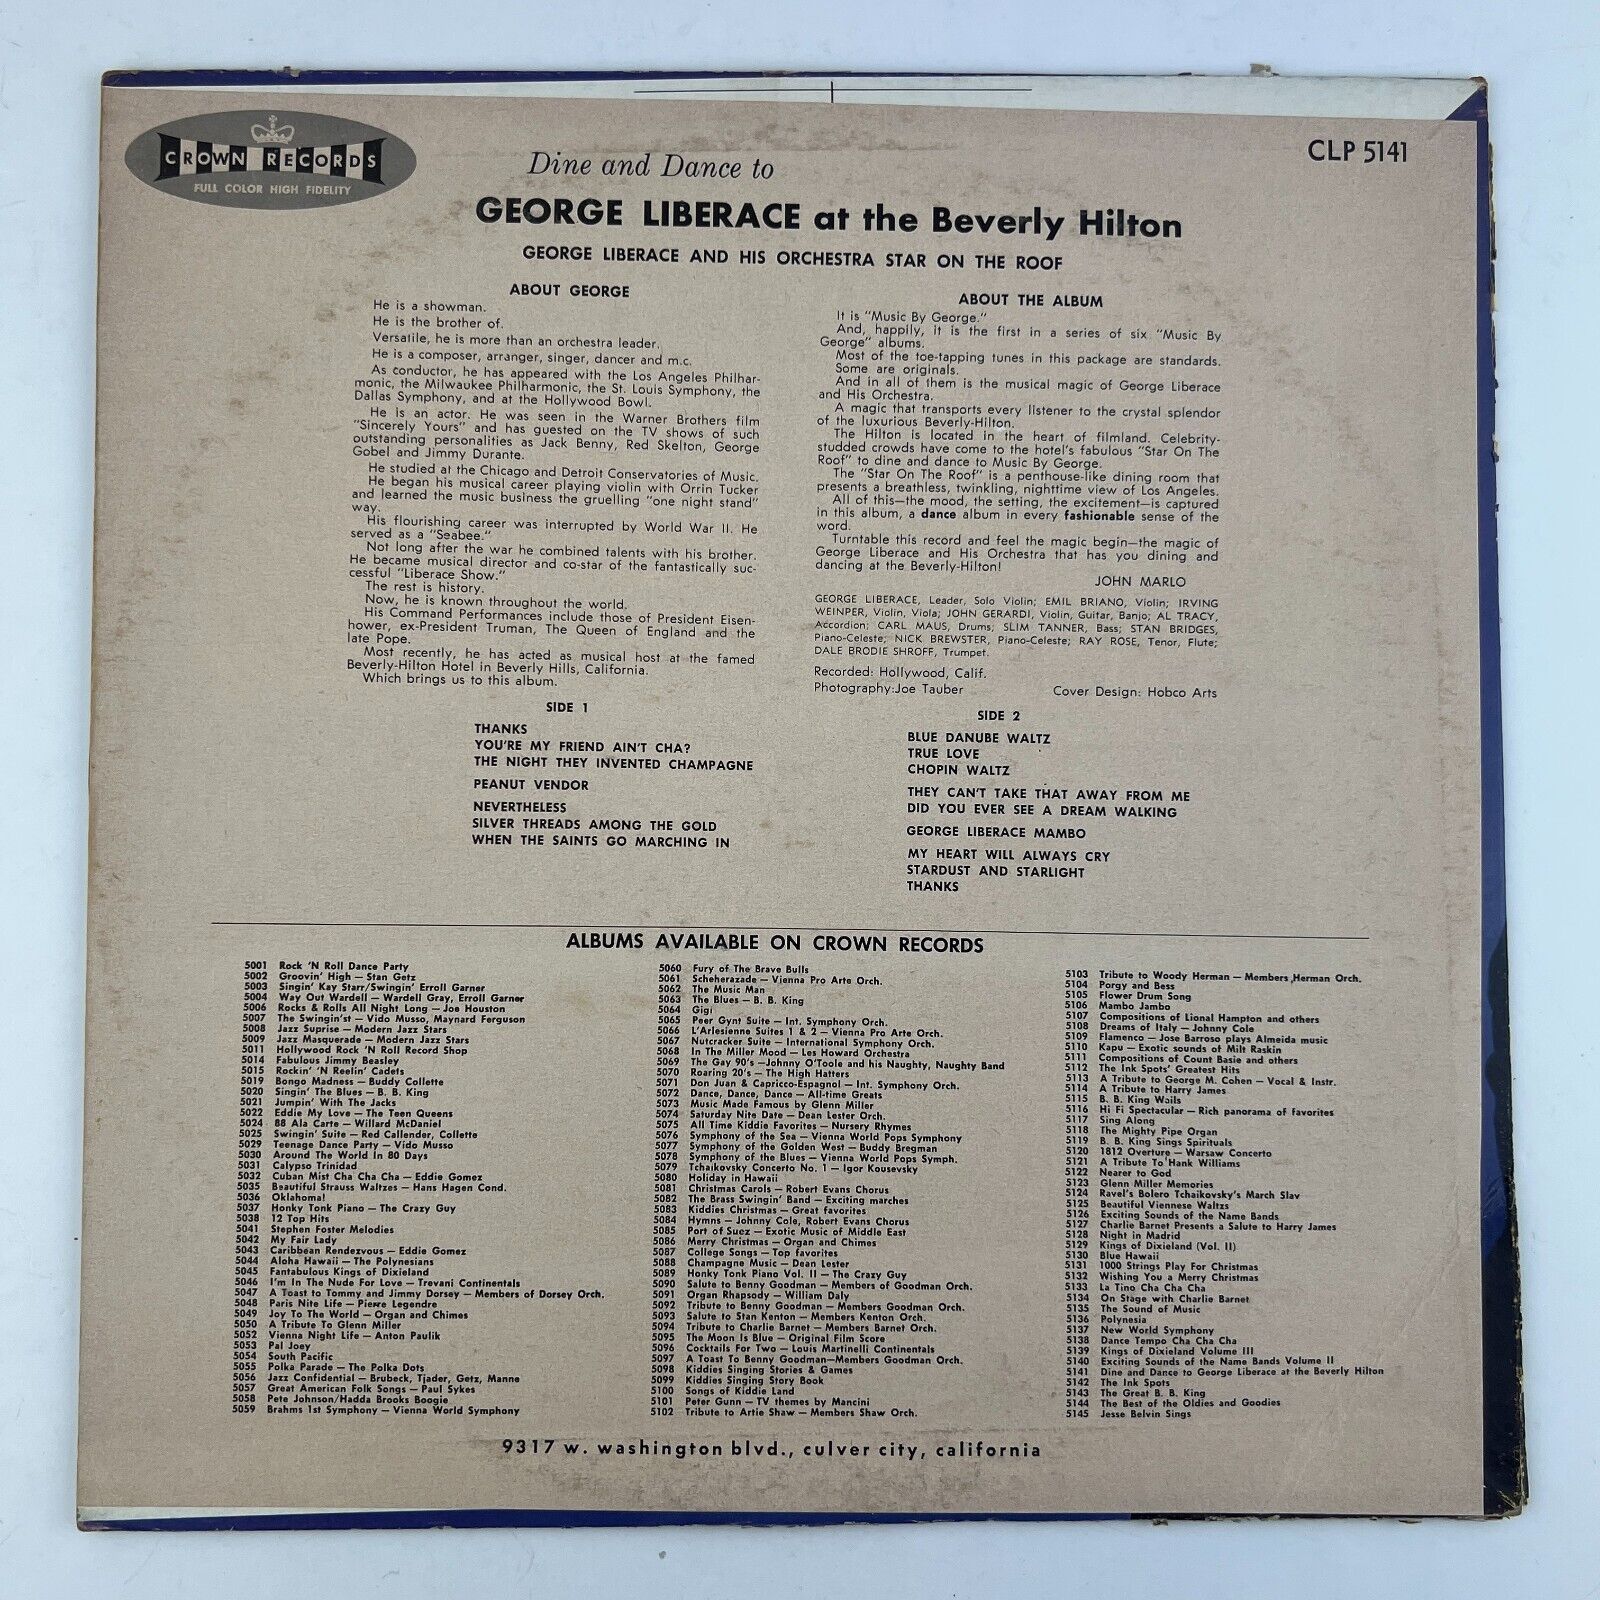 CROWN RECORDS
FULL COLOR HIGH FIDELITY
CLP 5141
Dine and Dance to
GEORGE LIBERACE at the Beverly Hilton
GEORGE LIBERACE AND HIS ORCHESTRA STAR ON THE ROOF
ABOUT GEORGE
He is a showman.
He is the brother of.
Versatile, he is more than an orchestra leader.
He is a composer, arranger, singer, dancer and m.c.
As conductor, he has appeared with the Los Angeles Philhar-
monic, the Milwaukee Philharmonic, the St. Louis Symphony, the
Dallas Symphony, and at the Hollywood Bowl.
He is an actor. He was seen in the Warner Brothers film
"Sincerely Yours" and has guested on the TV shows of such
outstanding personalities as Jack Benny, Red Skelton, George
Gobel and Jimmy Durante.
He studied at the Chicago and Detroit Conservatories of Music.
He began his musical career playing violin with Orrin Tucker
and learned the music business the gruelling "one night stand"
way.
His flourishing career was interrupted by World War II. He
served as a "Seabee."
Not long after the war he combined talents with his brother.
He became musical director and co-star of the fantastically suc-
cessful "Liberace Show."
The rest is history.
Now, he is known throughout the world.
His Command Performances include those of President Eisen-
hower, ex-President Truman, The Queen of England and the
late Pope.
Most recently, he has acted as musical host at the famed
Beverly-Hilton Hotel in Beverly Hills, California.
Which brings us to this album.
ABOUT THE ALBUM
It is "Music By George."
And, happily, it is the first in a series of six "Music By
George" albums.
Most of the toe-tapping tunes in this package are standards.
Some are originals.
And in all of them is the musical magic of George Liberace
and His Orchestra.
A magic that transports every listener to the crystal splendor
of the luxurious Beverly-Hilton.
The Hilton is located in the heart of filmland. Celebrity-
studded crowds have come to the hotel's fabulous "Star On The
Roof" to dine and dance to Music By George.
The "Star On The Roof" is a penthouse-like dining room that
presents a breathless, twinkling, nighttime view of Los Angeles.
All of this—the mood, the setting, the excitement—is captured
in this album, a dance album in every fashionable sense of the
word.
Turntable this record and feel the magic begin—the magic of
George Liberace and His Orchestra that has you dining and
dancing at the Beverly-Hilton!
JOHN MARLO
GEORGE LIBERACE, Leader, Solo Violin; EMIL BRIANO, Violin; IRVING
WEINPER, Violin, Viola; JOHN GERARDI, Violin, Guitar, Banjo; AL TRACY,
Accordion; CARL MAUS, Drums; SLIM TANNER, Bass; STAN BRIDGES,
Piano-Celeste; NICK BREWSTER, Piano-Celeste; RAY ROSE, Tenor, Flute;
DALE BRODIE SHROFF, Trumpet.
Recorded: Hollywood, Calif.
Photography:Joe Tauber Cover Design: Hobco Arts
SIDE 1
THANKS
YOU'RE MY FRIEND AIN'T CHA?
THE NIGHT THEY INVENTED CHAMPAGNE
PEANUT VENDOR
NEVERTHELESS
SILVER THREADS AMONG THE GOLD
WHEN THE SAINTS GO MARCHING IN
SIDE 2
BLUE DANUBE WALTZ
TRUE LOVE
CHOPIN WALTZ
THEY CAN'T TAKE THAT AWAY FROM ME
DID YOU EVER SEE A DREAM WALKING
GEORGE LIBERACE MAMBO
MY HEART WILL ALWAYS CRY
STARDUST AND STARLIGHT
THANKS
ALBUMS AVAILABLE ON CROWN RECORDS
5001 Rock 'N Roll Dance Party
5002 Groovin' High — Stan Getz
5003 Singin' Kay Starr/Swingin' Erroll Garner
5004 Way Out Wardell — Wardell Gray, Erroll Garner
5006 Rocks & Rolls All Night Long — Joe Houston
5007 The Swingin'st — Vido Musso, Maynard Ferguson
5008 Jazz Suprise — Modern Jazz Stars
5009 Jazz Masquerade — Modern Jazz Stars
5011 Hollywood Rock 'N Roll Record Shop
5014 Fabulous Jimmy Beasley
5015 Rockin' 'N Reelin' Cadets
5019 Bongo Madness — Buddy Collette
5020 Singin' The Blues — B. B. King
5021 Jumpin' With The Jacks
5022 Eddie My Love — The Teen Queens
5024 88 Ala Carte — Willard McDaniel
5025 Swingin' Suite — Red Callender, Collette
5029 Teenage Dance Party — Vido Musso
5030 Around The World In 80 Days
5031 Calypso Trinidad
5032 Cuban Mist Cha Cha Cha — Eddie Gomez
5035 Beautiful Strauss Waltzes — Hans Hagen Cond.
5036 Oklahoma!
5037 Honky Tonk Piano — The Crazy Guy
5038 12 Top Hits
5041 Stephen Foster Melodies
5042 My Fair Lady
5043 Caribbean Rendezvous — Eddie Gomez
5044 Aloha Hawaii — The Polynesians
5045 Fantabulous Kings of Dixieland
5046 I'm In The Nude For Love — Trevani Continentals
5047 A Toast to Tommy and Jimmy Dorsey — Members of Dorsey Orch.
5048 Paris Nite Life — Pierre Legendre
5049 Joy To The World — Organ and Chimes
5050 A Tribute To Glenn Miller
5052 Vienna Night Life — Anton Paulik
5053 Pal Joey
5054 South Pacific
5055 Polka Parade — The Polka Dots
5056 Jazz Confidential — Brubeck, Tjader, Getz, Manne
5057 Great American Folk Songs — Paul Sykes
5058 Pete Johnson/Hadda Brooks Boogie
5059 Brahms 1st Symphony — Vienna World Symphony
5060 Fury of The Brave Bulls
5061 Scheherazade — Vienna Pro Arte Orch.
5062 The Music Man
5063 The Blues — B. B. King
5064 Gigi
5065 Peer Gynt Suite — Int. Symphony Orch.
5066 L'Arlesienne Suites 1 & 2 — Vienna Pro Arte Orch.
5067 Nutcracker Suite — International Symphony Orch.
5068 In The Miller Mood — Les Howard Orchestra
5069 The Gay 90's —Johnny O'Toole and his Naughty, Naughty Band
5070 Roaring 20's — The High Hatters
5071 Don Juan & Capricco-Espagnol — Int. Symphony Orch.
5072 Dance, Dance, Dance — All-time Greats
5073 Music Made Famous by Glenn Miller
5074 Saturday Nite Date — Dean Lester Orch.
5075 All Time Kiddie Favorites — Nursery Rhymes
5076 Symphony of the Sea — Vienna World Pops Symphony
5077 Symphony of the Golden West — Buddy Bregman
5078 Symphony of the Blues — Vienna World Pops Symph.
5079 Tchaikovsky Concerto No. 1 — Igor Kousevsky
5080 Holiday in Hawaii
5081 Christmas Carols — Robert Evans Chorus
5082 The Brass Swingin' Band — Exciting marches
5083 Kiddies Christmas — Great favorites
5084 Hymns — Johnny Cole, Robert Evans Chorus
5085 Port of Suez — Exotic Music of Middle East
5086 Merry Christmas — Organ and Chimes
5087 College Songs — Top favorites
5088 Champagne Music — Dean Lester
5089 Honky Tonk Piano Vol. II — The Crazy Guy
5090 Salute to Benny Goodman — Members of Goodman Orch.
5091 Organ Rhapsody — William Daly
5092 Tribute to Benny Goodman — Members Goodman Orch.
5093 Salute to Stan Kenton — Members Kenton Orch.
5094 Tribute to Charlie Barnet — Members Barnet Orch.
5095 The Moon Is Blue — Original Film Score
5096 Cocktails For Two — Louis Martinelli Continentals
5097 A Toast To Benny Goodman—Members Goodman Orch.
5098 Kiddies Singing Stories & Games
5099 Kiddies Singing Story Book
5100 Songs of Kiddie Land
5101 Peter Gunn — TV themes by Mancini
5102 Tribute to Artie Shaw — Members Shaw Orch.
5103 Tribute to Woody Herman — Members Herman Orch.
5104 Porgy and Bess
5105 Flower Drum Song
5106 Mambo Jambo
5107 Compositions of Lionel Hampton and others
5108 Dreams of Italy — Johnny Cole
5109 Flamenco — Jose Barroso plays Almeida music
5110 Kapu — Exotic sounds of Milt Raskin
5111 Compositions of Count Basie and others
5112 The Ink Spots' Greatest Hits
5113 A Tribute to George M. Cohen — Vocal & Instr.
5114 A Tribute to Harry James
5115 B. B. King Wails
5116 Hi Fi Spectacular — Rich panorama of favorites
5117 Sing Along
5118 The Mighty Pipe Organ
5119 B. B. King Sings Spirituals
5120 1812 Overture — Warsaw Concerto
5121 A Tribute To Hank Williams
5122 Nearer to God
5123 Glenn Miller Memories
5124 Ravel's Bolero Tchaikovsky's March Slav
5125 Beautiful Viennese Waltzs
5126 Exciting Sounds of the Name Bands
5127 Charlie Barnet Presents a Salute to Harry James
5128 Night in Madrid
5129 Kings of Dixieland (Vol. II)
5130 Blue Hawaii
5131 1000 Strings Play For Christmas
5132 Wishing You a Merry Christmas
5133 La Tino Cha Cha Cha
5134 On Stage with Charlie Barnet
5135 The Sound of Music
5136 Polynesia
5137 New World Symphony
5138 Dance Tempo Cha Cha Cha
5139 Kings of Dixieland Volume III
5140 Exciting Sounds of the Name Bands Volume II
5141 Dine and Dance to George Liberace at the Beverly Hilton
5142 The Ink Spots
5143 The Great B. B. King
5144 The Best of the Oldies and Goodies
5145 Jesse Belvin Sings
9317 w. washington blvd., culver city, california